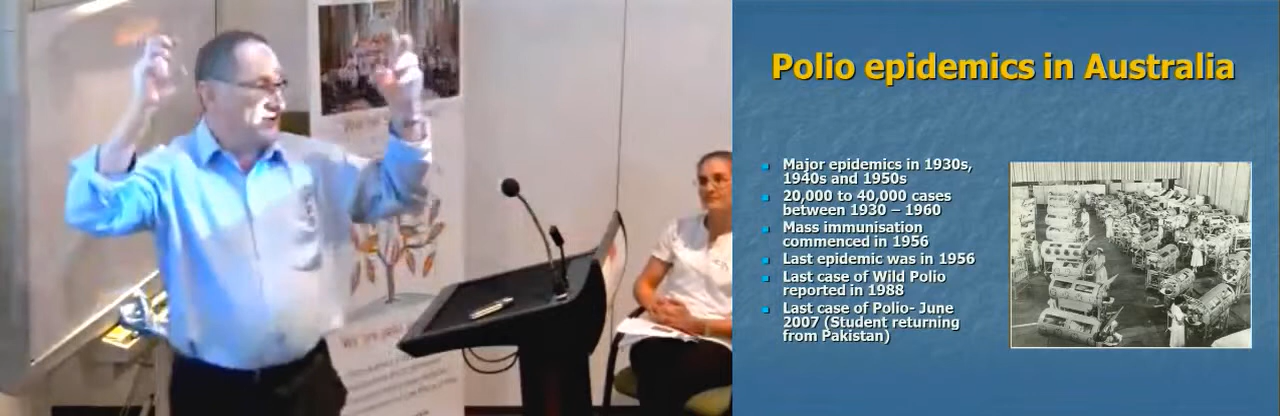 Polio epidemics in Australia
Major epidemics in 1930s,
1940s and 1950s
20,000 to 40,000 cases
between 1930 – 1960
Mass immunisation
commenced in 1956
Last epidemic was in 1956
Last case of Wild Polio
reported in 1988
Last case of Polio- June
2007 (Student returning
from Pakistan)